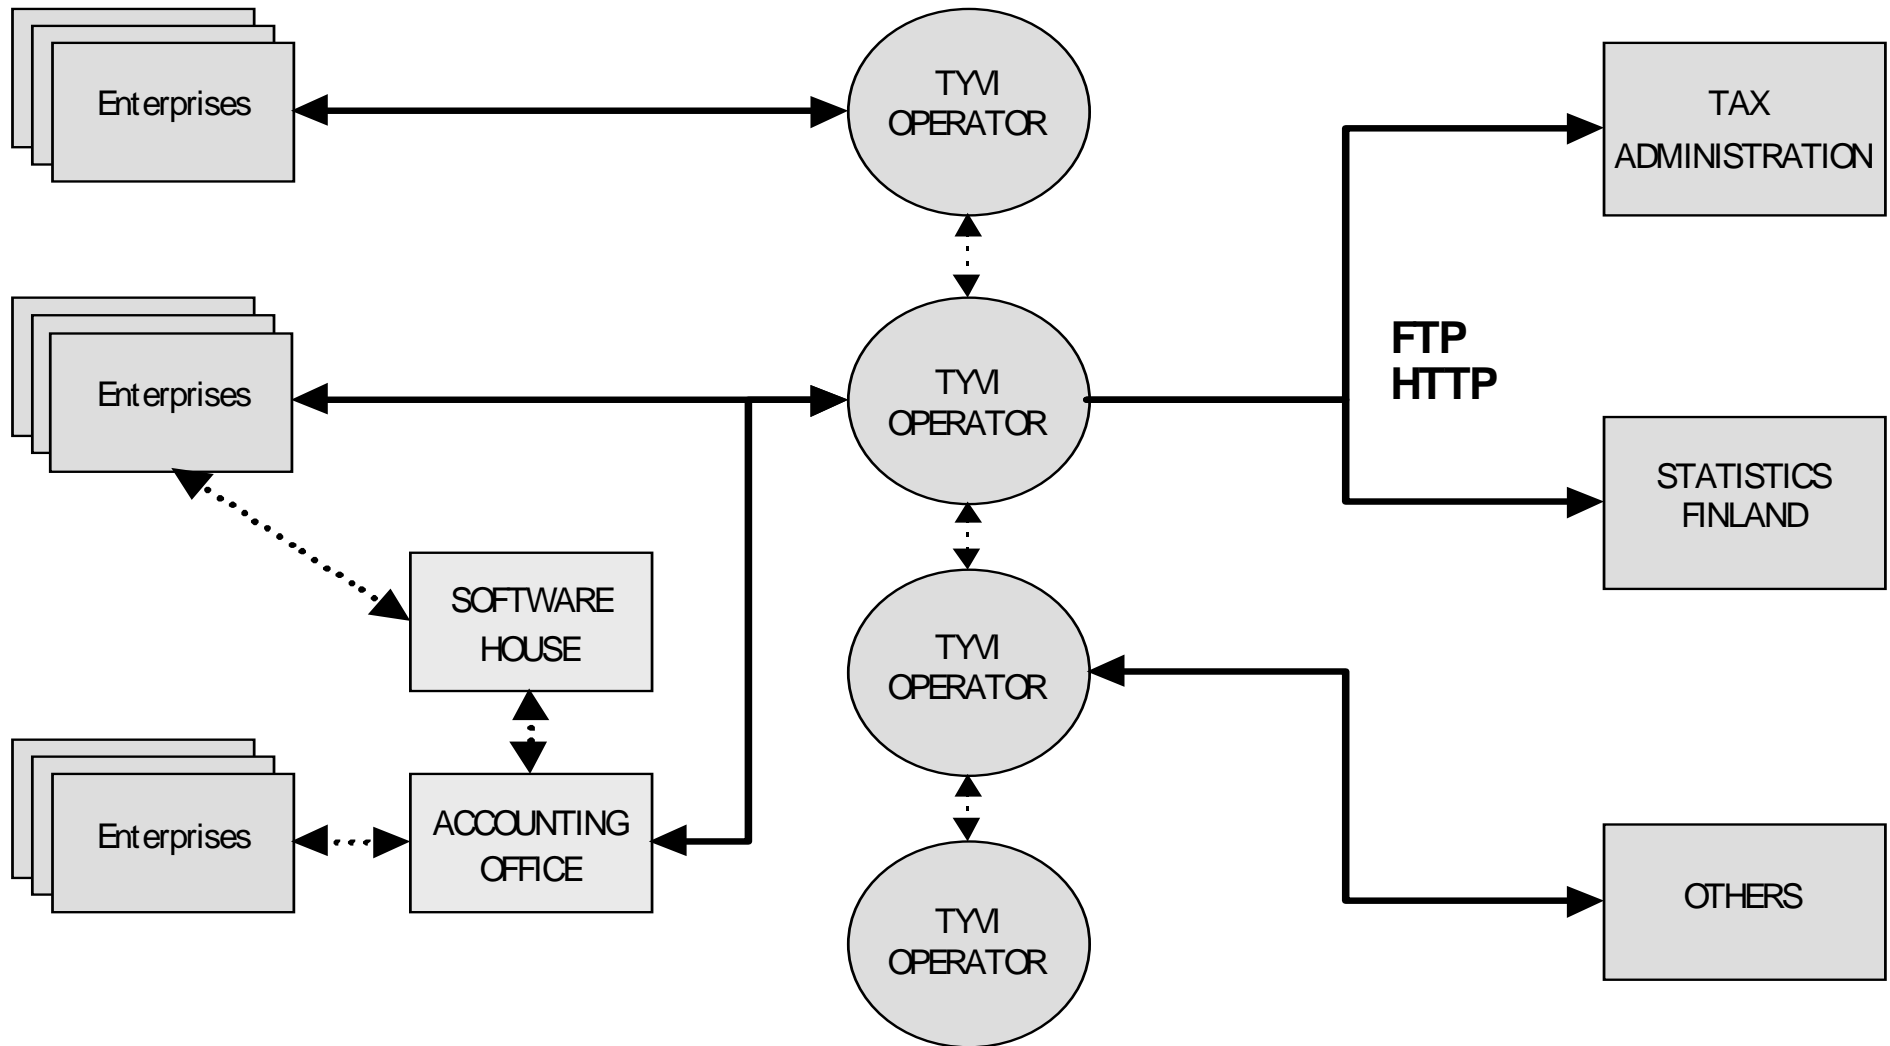 Enterprises
TYVI
OPERATOR
TAX
ADMINISTRATION
Enterprises
TYVI
OPERATOR
FTP
HTTP
STATISTICS
FINLAND
SOFTWARE
HOUSE
TYVI
OPERATOR
Enterprises
ACCOUNTING
OFFICE
TYVI
OPERATOR
OTHERS